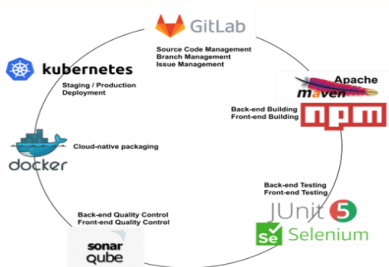 GitLab
Source Code Management
Branch Management
Issue Management
Apache
maven
Back-end Building
Front-end Building
npm
Back-end Testing
Front-end Testing
JUnit 5
Se Selenium
Back-end Quality Control
Front-end Quality Control
sonar
qube
Cloud-native packaging
docker
kubernetes
Staging / Production
Deployment